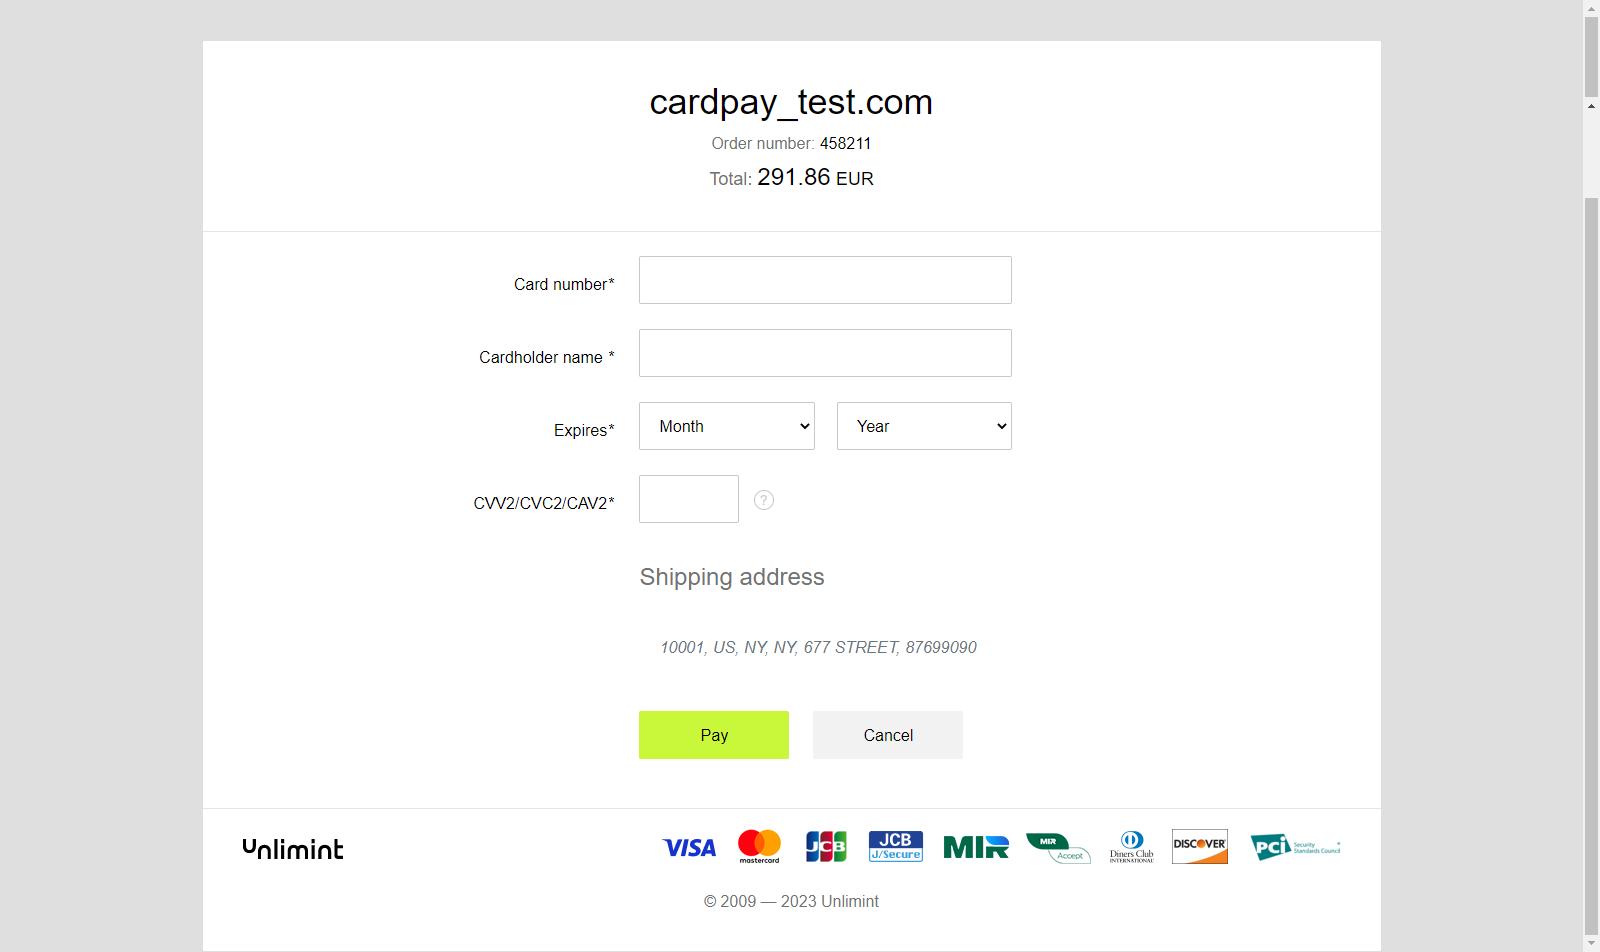 cardpay_test.com
Order number: 458211
Total: 291.86 EUR
Card number*
Cardholder name *
Expires* Month Year
CVV2/CVC2/CAV2* ?
Shipping address
10001, US, NY, NY, 677 STREET, 87699090
Pay Cancel
Unlimint VISA mastercard JCB JCB J/Secure MIR MIR Accept Diners Club INTERNATIONAL DISCOVER PCI Security Standards Council
© 2009 — 2023 Unlimint